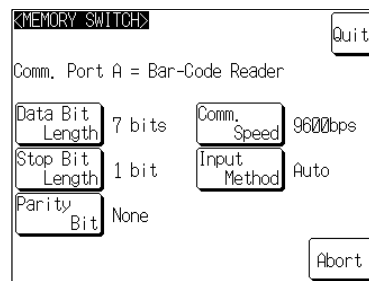 <MEMORY SWITCH>
Quit
Comm. Port A = Bar-Code Reader
Data Bit
Length
7 bits
Comm.
Speed
9600bps
Stop Bit
Length
1 bit
Input
Method
Auto
Parity
Bit
None
Abort